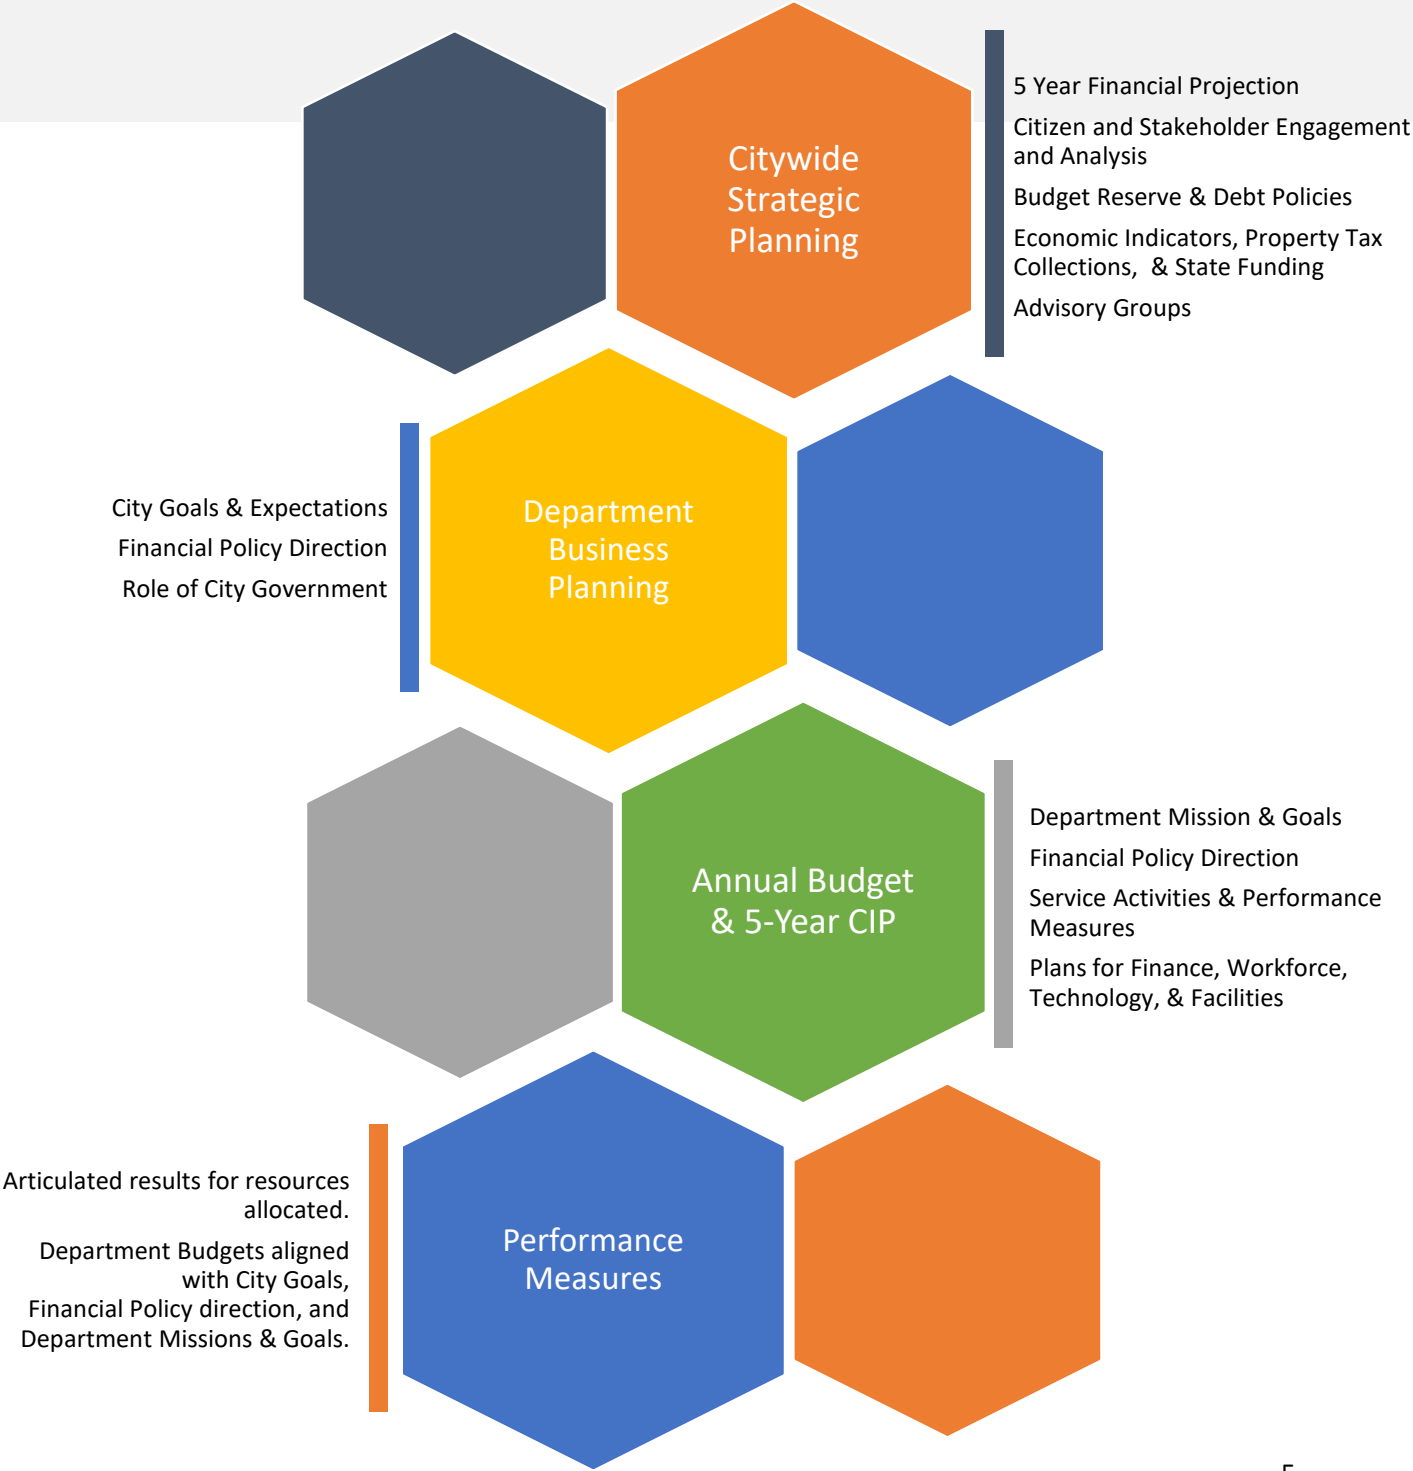 Citywide
Strategic
Planning
5 Year Financial Projection
Citizen and Stakeholder Engagement
and Analysis
Budget Reserve & Debt Policies
Economic Indicators, Property Tax
Collections,  & State Funding
Advisory Groups
City Goals & Expectations
Financial Policy Direction
Role of City Government
Department
Business
Planning
Annual Budget
& 5-Year CIP
Department Mission & Goals
Financial Policy Direction
Service Activities & Performance
Measures
Plans for Finance, Workforce,
Technology, & Facilities
Articulated results for resources
allocated.
Department Budgets aligned
with City Goals,
Financial Policy direction, and
Department Missions & Goals.
Performance
Measures